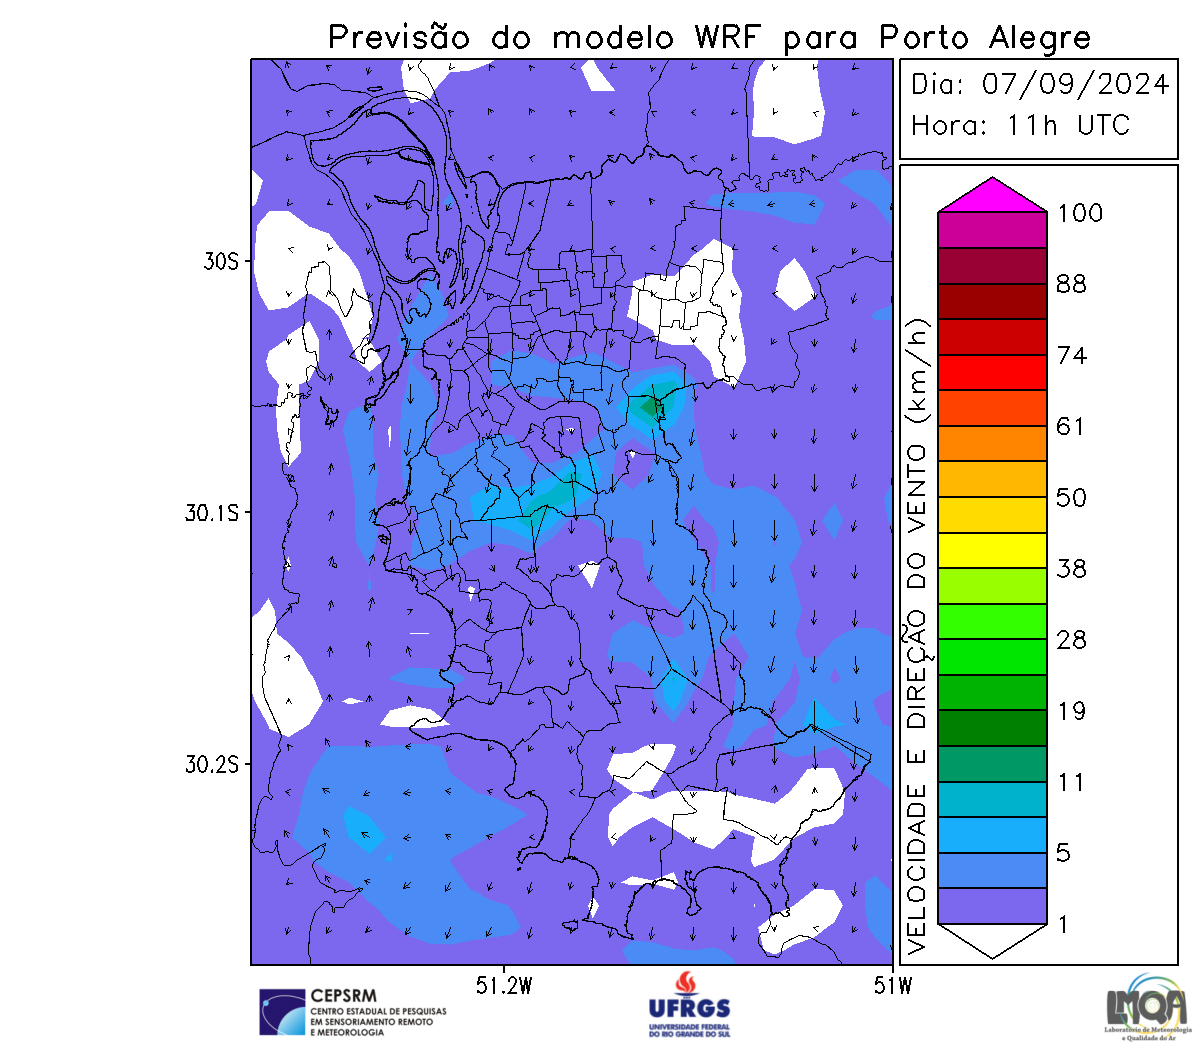 Previsão do modelo WRF para Porto Alegre
Dia: 07/09/2024
Hora: 11h UTC
30S
30.1S
30.2S
51.2W
51W
VELOCIDADE E DIREÇÃO DO VENTO (km/h)
100
88
74
61
50
38
28
19
11
5
1
CEPSRM
CENTRO ESTADUAL DE PESQUISAS
EM SENSORIAMENTO REMOTO
E METEOROLOGIA
UFRGS
UNIVERSIDADE FEDERAL
DO RIO GRANDE DO SUL
LMQA
Laboratório de Meteorologia
e Qualidade do Ar